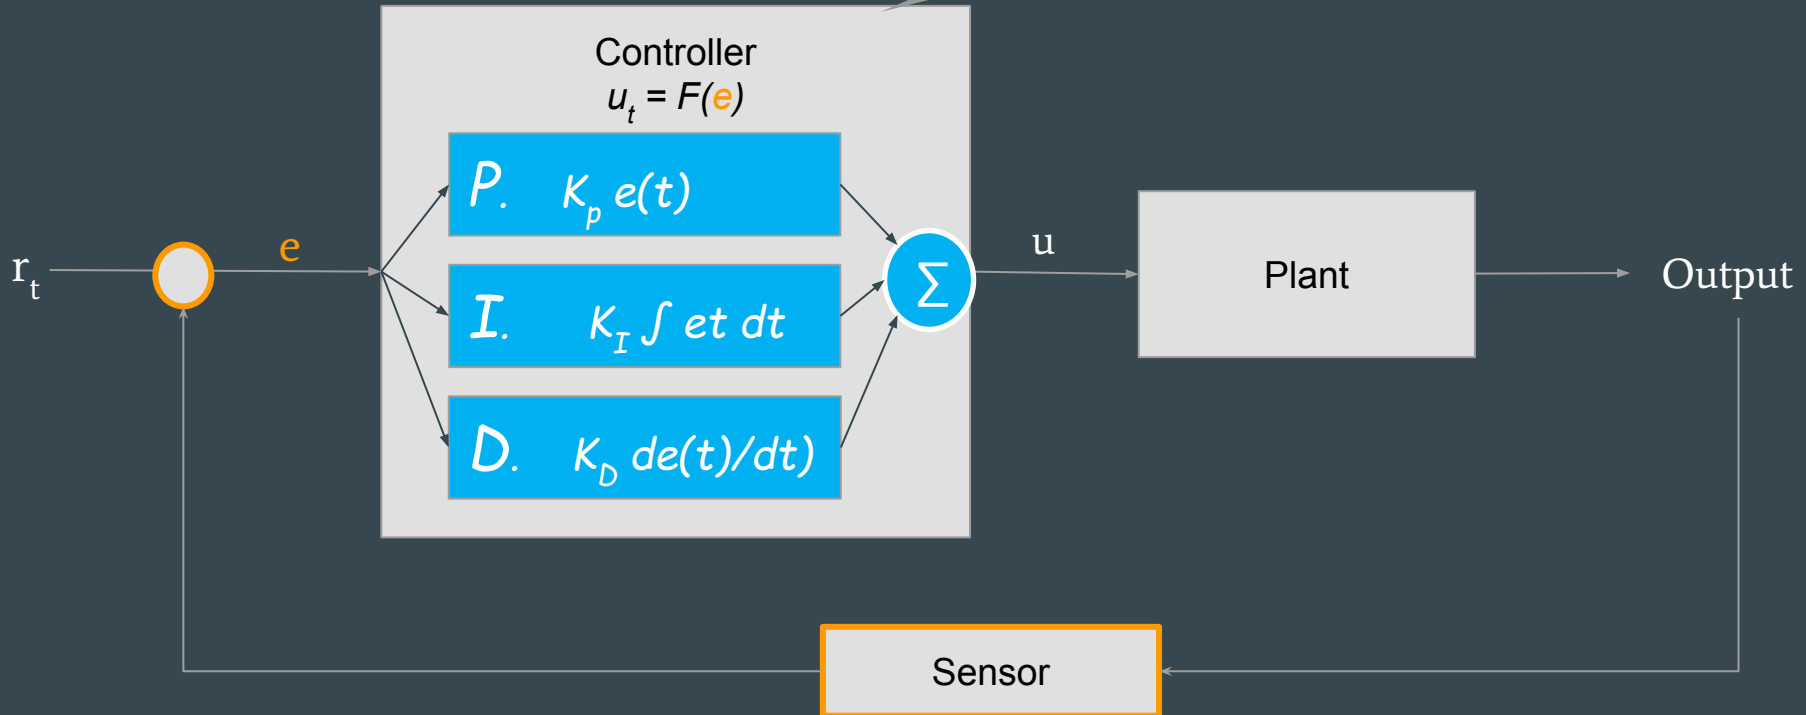 Controller
u_t = F(e)
P. K_p e(t)
r_t
e
I. K_I ∫ et dt
Σ
u
Plant
Output
D. K_D de(t)/dt)
Sensor